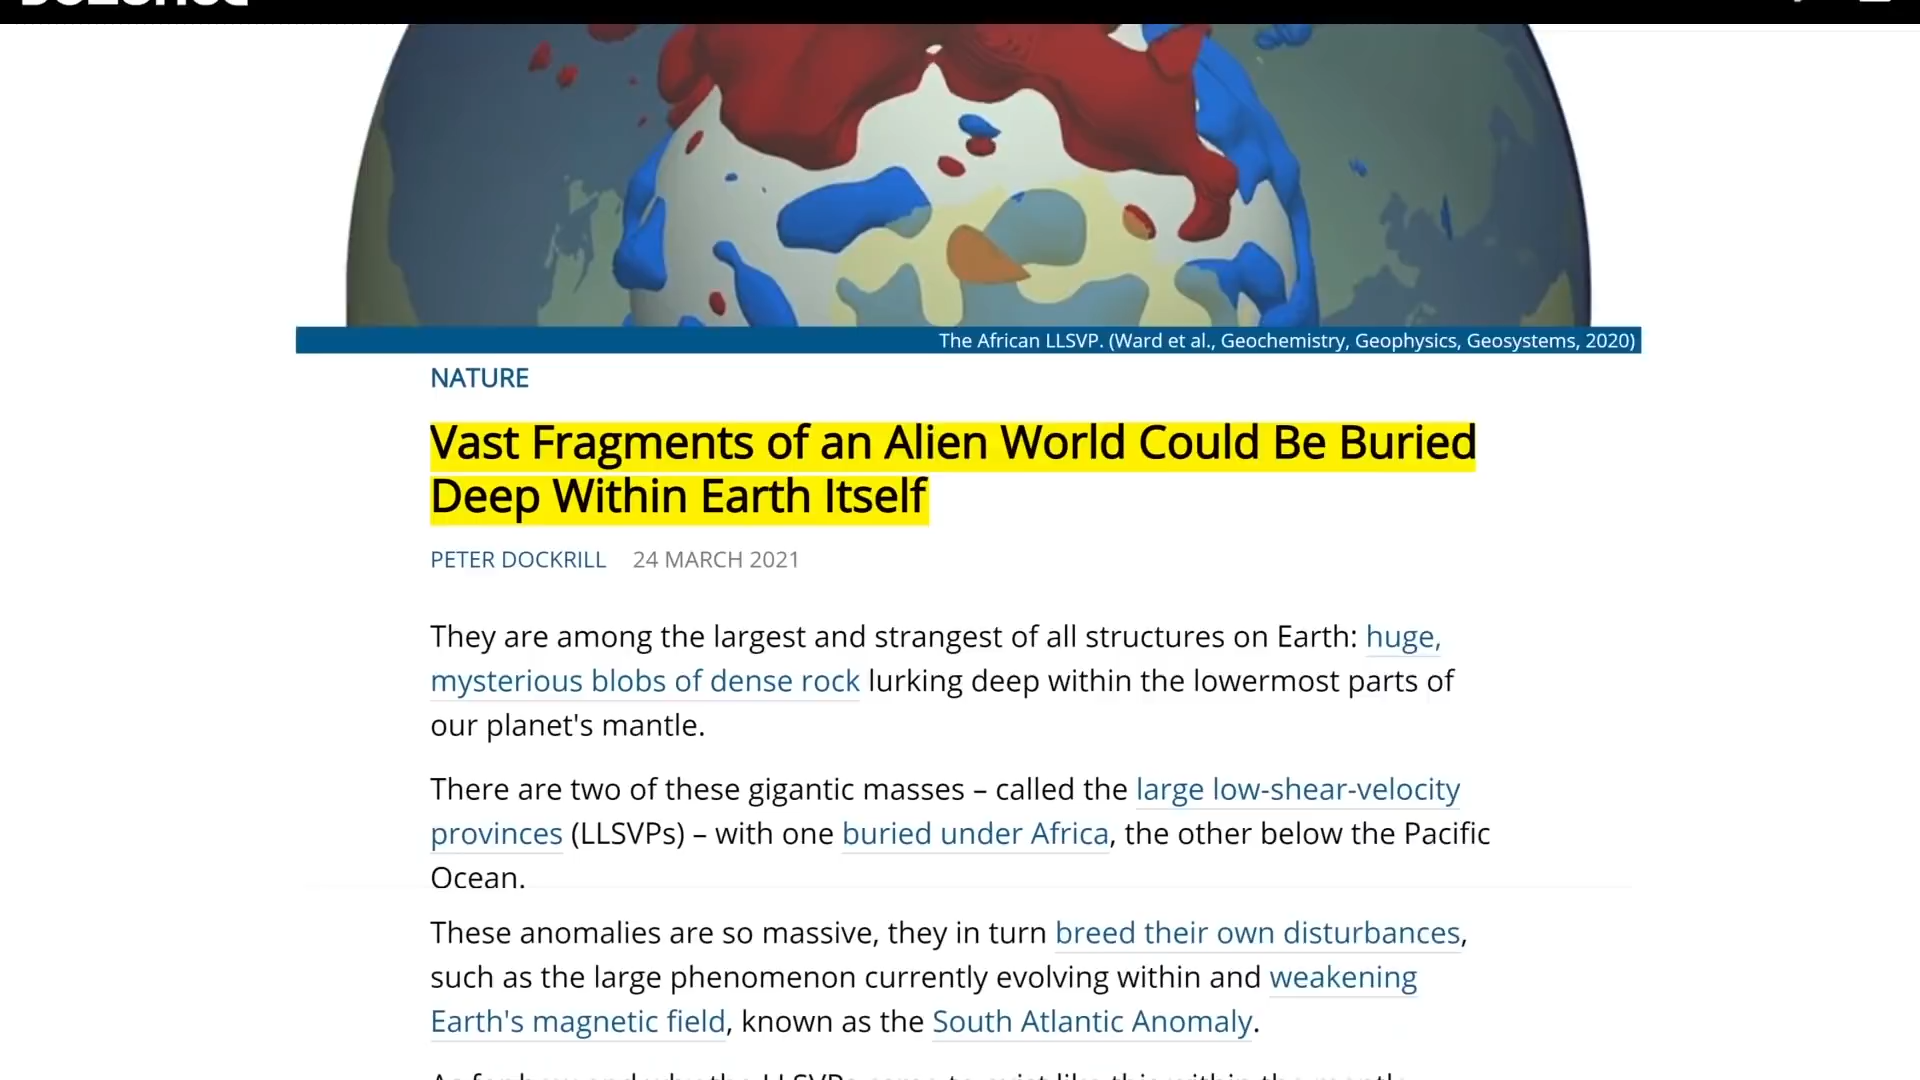 The African LLSVP. (Ward et al., Geochemistry, Geophysics, Geosystems, 2020)
NATURE
Vast Fragments of an Alien World Could Be Buried
Deep Within Earth Itself
PETER DOCKRILL 24 MARCH 2021
They are among the largest and strangest of all structures on Earth: huge,
mysterious blobs of dense rock lurking deep within the lowermost parts of
our planet's mantle.
There are two of these gigantic masses – called the large low-shear-velocity
provinces (LLSVPs) – with one buried under Africa, the other below the Pacific
Ocean.
These anomalies are so massive, they in turn breed their own disturbances,
such as the large phenomenon currently evolving within and weakening
Earth's magnetic field, known as the South Atlantic Anomaly.